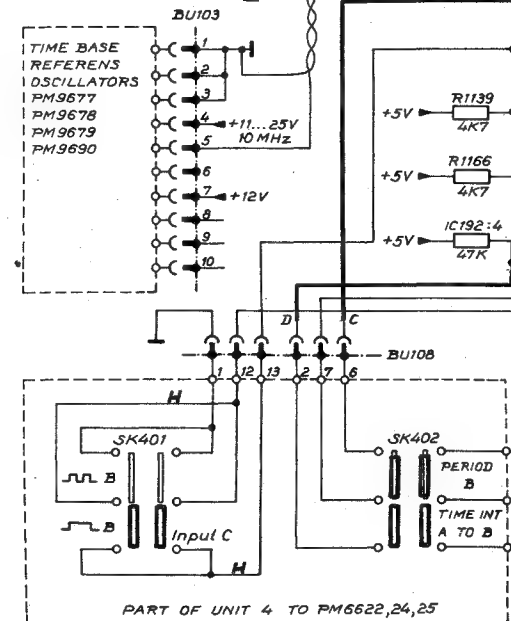 BU103
TIME BASE
REFERENS
OSCILLATORS
PM9677
PM9678
PM9679
PM9690
1
2
3
4
+11...25V
10 MHz
5
6
7
+12V
8
9
10
+5V
R1139
4K7
+5V
R1166
4K7
+5V
IC192:4
47K
D
C
BU108
1
12
13
2
7
6
H
SK401
B
B
Input C
H
SK402
PERIOD
B
TIME INT
A TO B
PART OF UNIT 4 TO PM6622,24,25